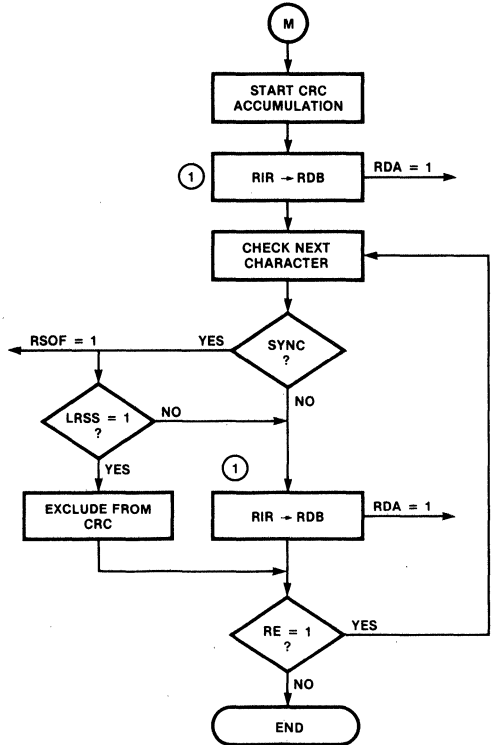 M
START CRC
ACCUMULATION
1
RIR → RDB
RDA = 1
CHECK NEXT
CHARACTER
RSOF = 1
YES
SYNC
?
NO
LRSS = 1
?
NO
YES
1
EXCLUDE FROM
CRC
RIR → RDB
RDA = 1
RE = 1
?
YES
NO
END